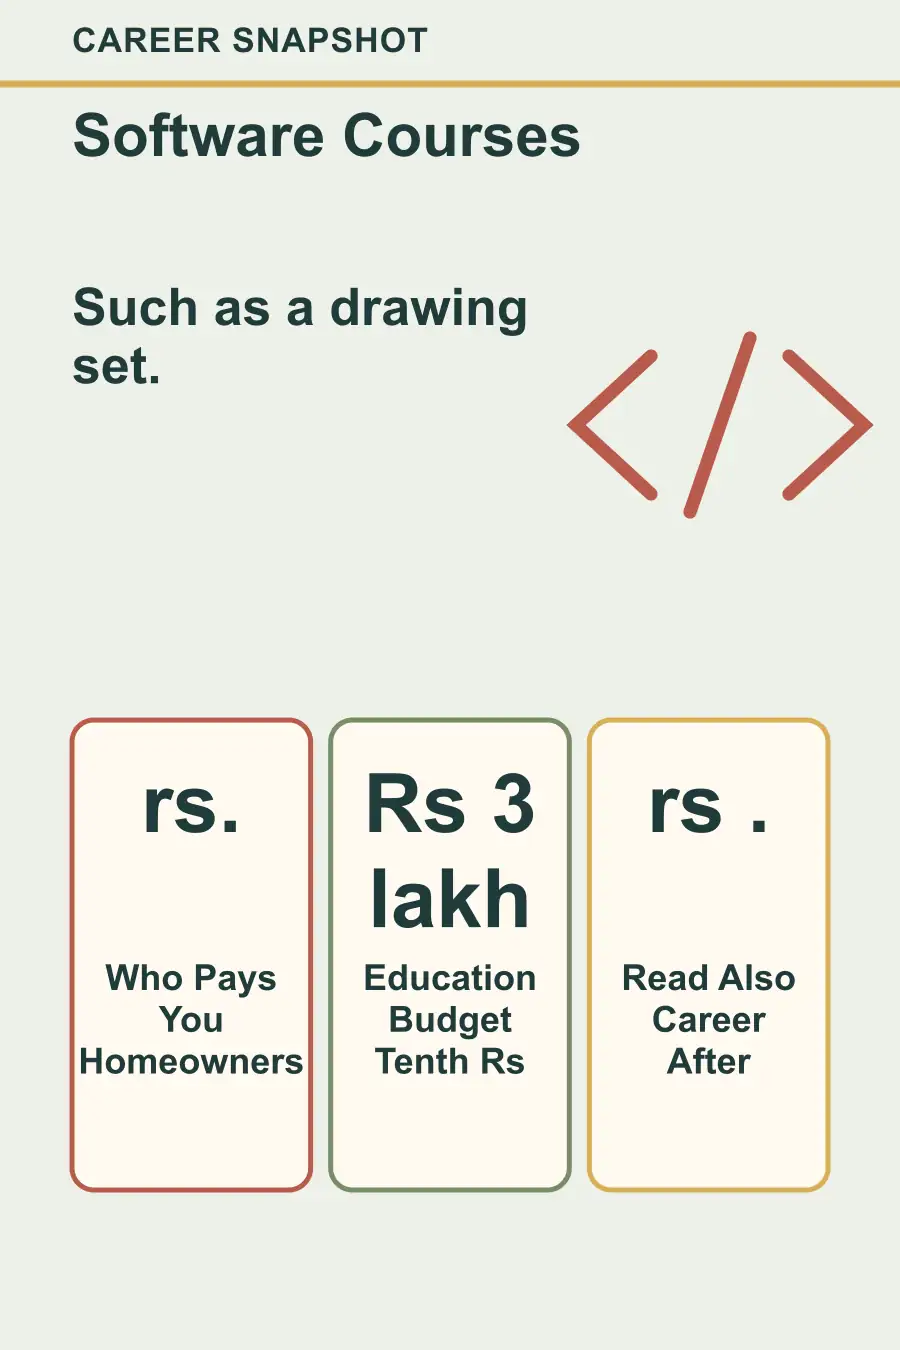 CAREER SNAPSHOT
Software Courses
Such as a drawing
set.
rs.
Who Pays
You
Homeowners
Rs 3
lakh
Education
Budget
Tenth Rs
rs .
Read Also
Career
After